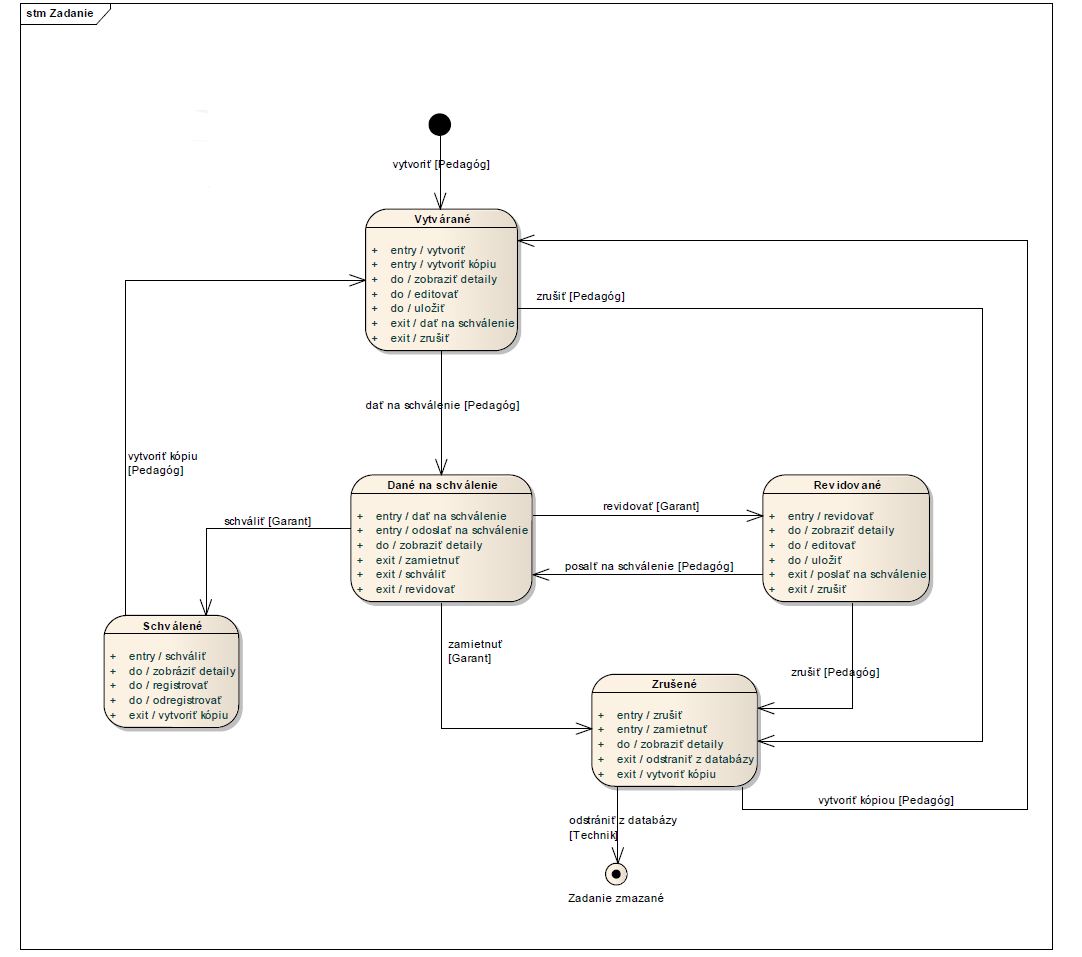 stm Zadanie
vytvoriť [Pedagóg]
Vytvárané
+ entry / vytvoriť
+ entry / vytvoriť kópiu
+ do / zobraziť detaily
+ do / editovať
+ do / uložiť
+ exit / dať na schválenie
+ exit / zrušiť
zrušiť [Pedagóg]
dať na schválenie [Pedagóg]
vytvoriť kópiu
[Pedagóg]
Dané na schválenie
+ entry / dať na schválenie
+ entry / odoslať na schválenie
+ do / zobraziť detaily
+ exit / zamietnuť
+ exit / schváliť
+ exit / revidovať
revidovať [Garant]
posalť na schválenie [Pedagóg]
Revidované
+ entry / revidovať
+ do / zobraziť detaily
+ do / editovať
+ do / uložiť
+ exit / poslať na schválenie
+ exit / zrušiť
schváliť [Garant]
Schválené
+ entry / schváliť
+ do / zobráziť detaily
+ do / registrovať
+ do / odregistrovať
+ exit / vytvoriť kópiu
zamietnuť
[Garant]
zrušiť [Pedagóg]
Zrušené
+ entry / zrušiť
+ entry / zamietnuť
+ do / zobraziť detaily
+ exit / odstraniť z databázy
+ exit / vytvoriť kópiu
vytvoriť kópiou [Pedagóg]
odstrániť z databázy
[Technik]
Zadanie zmazané